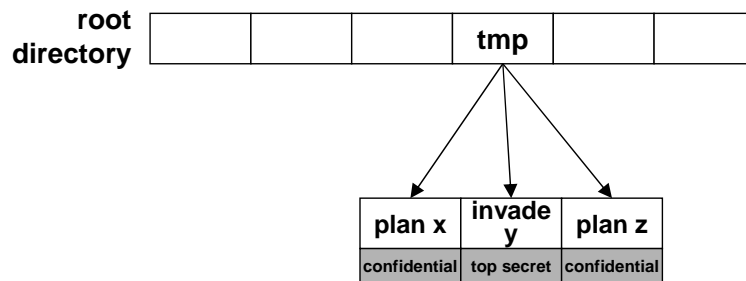 root
directory
tmp
plan x
invade
y
plan z
confidential
top secret
confidential